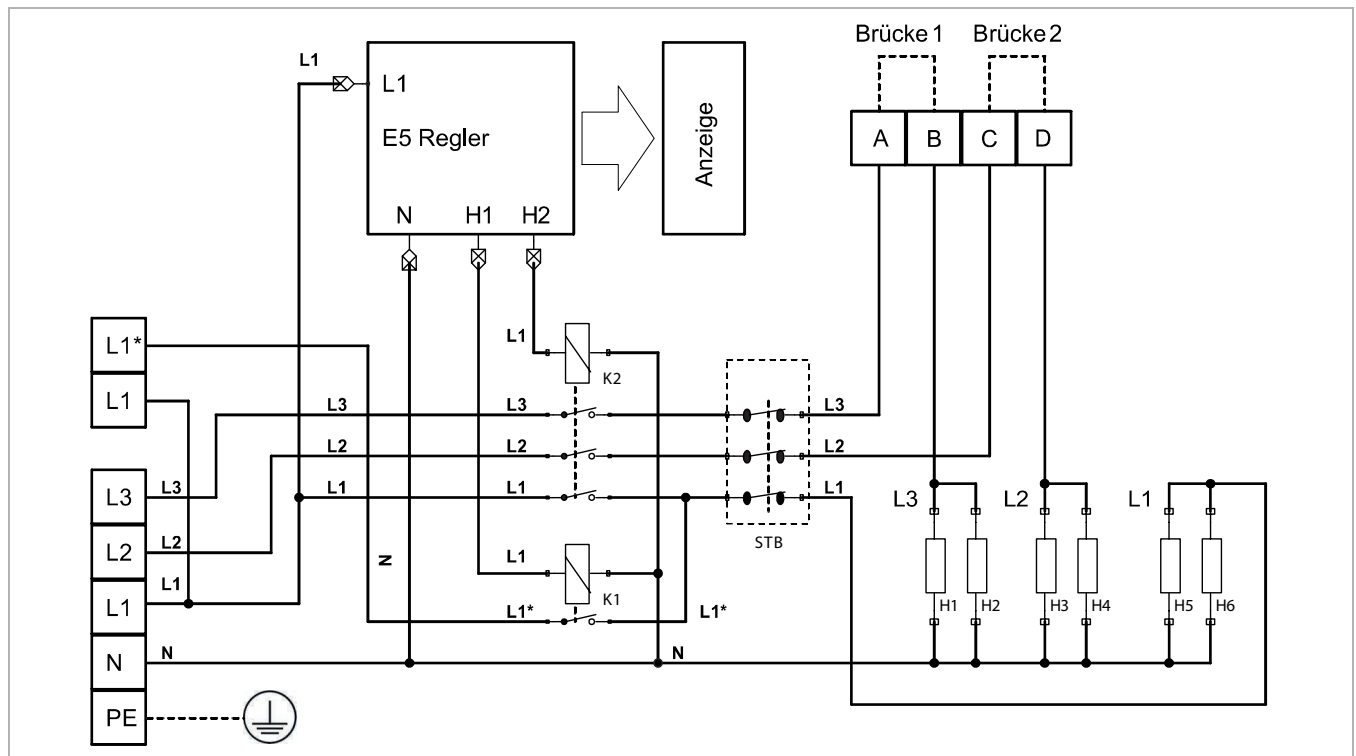 Brücke 1 Brücke 2
L1
L1
E5 Regler
Anzeige
A B C D
N H1 H2
L1*
L1
L1
K2
L3 L3 L3
L2 L2 L2
L1 L1 L1
L3 L3
L2 L2
L1 L1
N
STB
L3 L2 L1
L1
K1
L1* L1*
H1 H2 H3 H4 H5 H6
N N N
PE